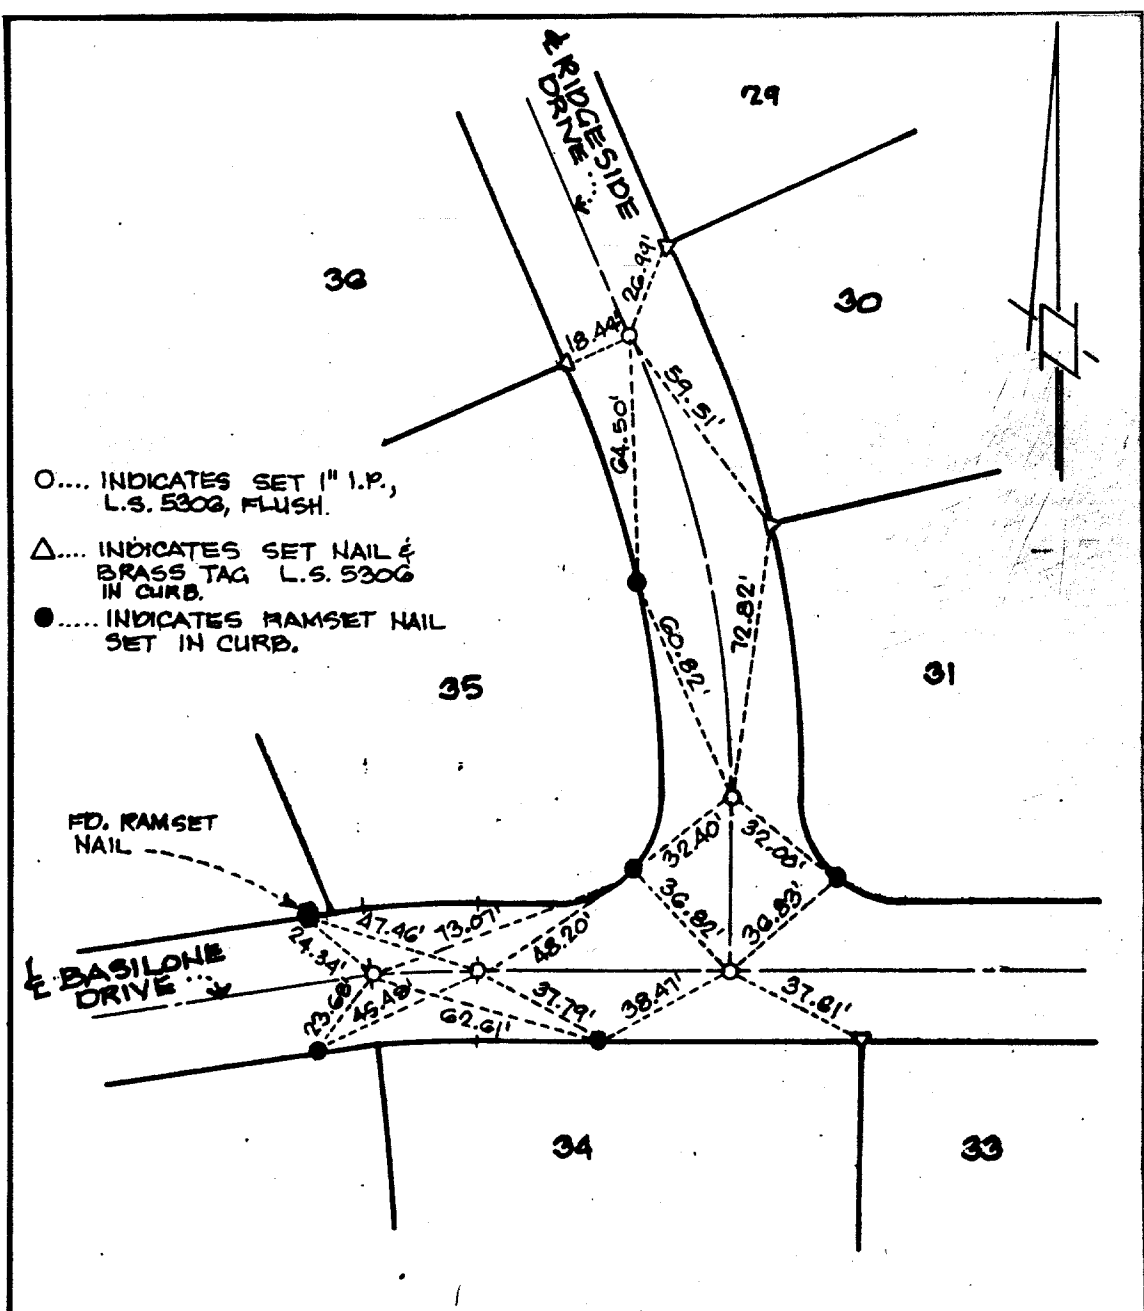 ℄ RIDGESIDE
DRIVE
29
36
30
26.99'
18.44'
59.51'
64.50'
O.... INDICATES SET 1" I.P.,
L.S. 5306, FLUSH.
△.... INDICATES SET NAIL &
BRASS TAG L.S. 5306
IN CURB.
●..... INDICATES RAMSET NAIL
SET IN CURB.
60.82'
72.82'
35
31
FD. RAMSET
NAIL
32.40'
32.00'
36.82'
36.83'
47.46'
73.07'
48.20'
24.34'
℄ BASILONE
DRIVE
23.68'
45.48'
62.61'
37.79'
38.47'
37.81'
34
33